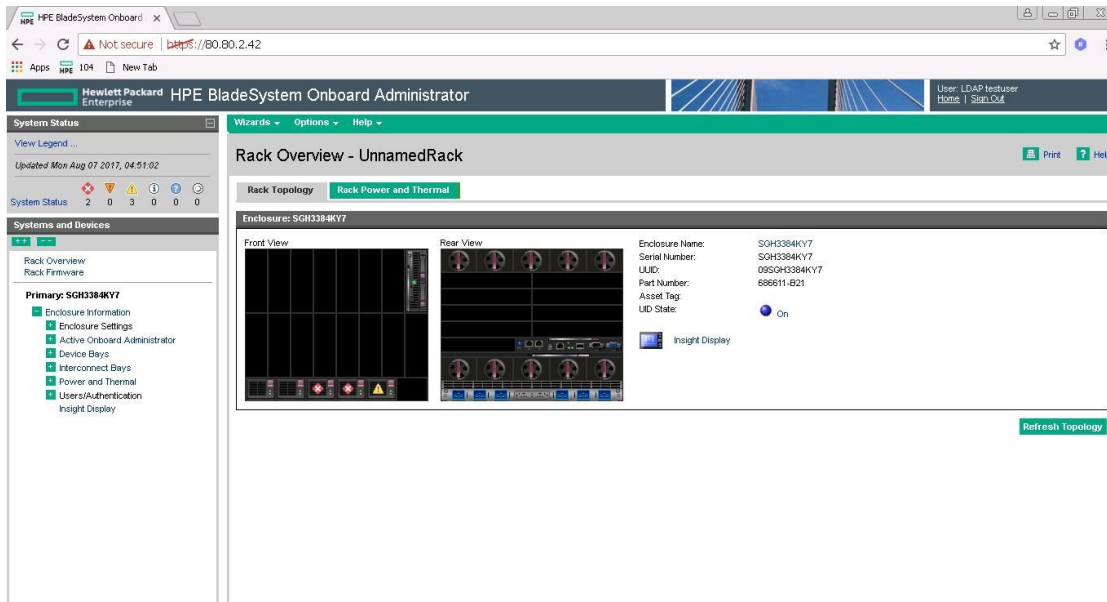 HPE BladeSystem Onboard
Not secure | https://80.80.2.42
Apps HPE 104 New Tab
Hewlett Packard Enterprise
HPE BladeSystem Onboard Administrator
User: LDAP testuser
Home | Sign Out
System Status
Wizards Options Help
View Legend ...
Updated Mon Aug 07 2017, 04:51:02
System Status 2 0 3 0 0 0
Rack Overview - UnnamedRack
Print Hel
Rack Topology Rack Power and Thermal
Systems and Devices
Rack Overview
Rack Firmware
Primary: SGH3384KY7
Enclosure Information
Enclosure Settings
Active Onboard Administrator
Device Bays
Interconnect Bays
Power and Thermal
Users/Authentication
Insight Display
Enclosure: SGH3384KY7
Front View
Rear View
Enclosure Name: SGH3384KY7
Serial Number: SGH3384KY7
UUID: 09SGH3384KY7
Part Number: 686611-B21
Asset Tag:
UID State: On
Insight Display
Refresh Topology